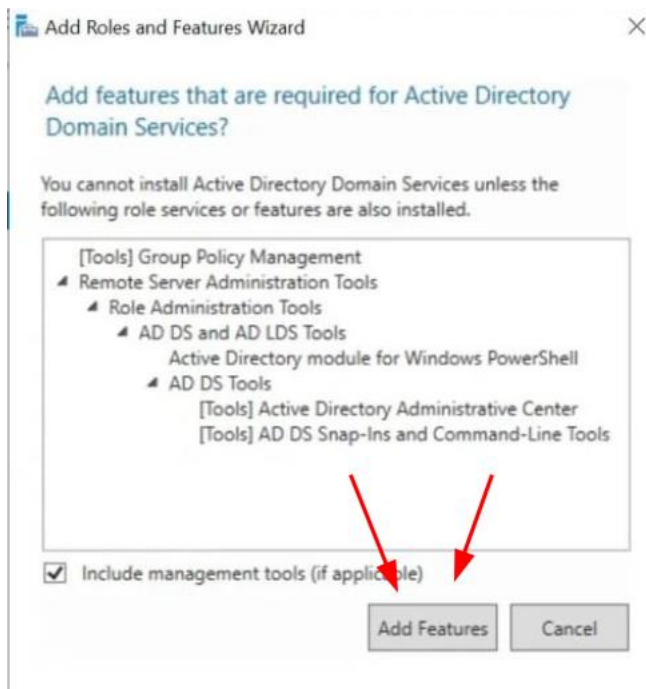 Add Roles and Features Wizard
Add features that are required for Active Directory
Domain Services?
You cannot install Active Directory Domain Services unless the
following role services or features are also installed.
[Tools] Group Policy Management
Remote Server Administration Tools
Role Administration Tools
AD DS and AD LDS Tools
Active Directory module for Windows PowerShell
AD DS Tools
[Tools] Active Directory Administrative Center
[Tools] AD DS Snap-Ins and Command-Line Tools
Include management tools (if applicable)
Add Features Cancel